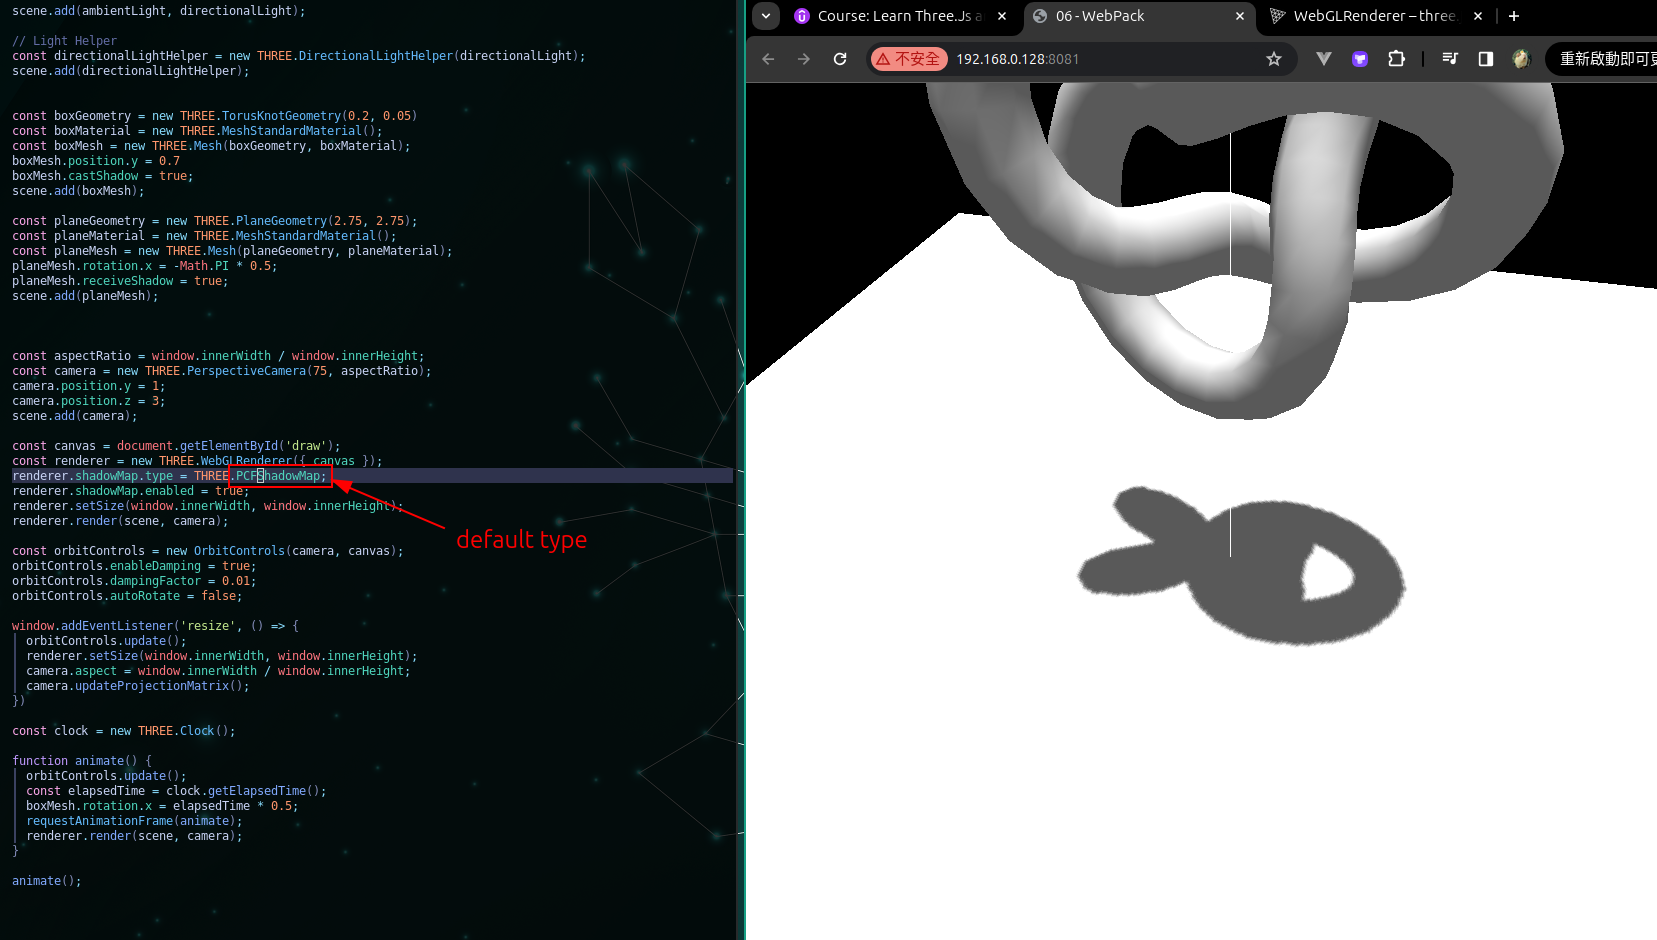 scene.add(ambientLight, directionalLight);
// Light Helper
const directionalLightHelper = new THREE.DirectionalLightHelper(directionalLight);
scene.add(directionalLightHelper);
const boxGeometry = new THREE.TorusKnotGeometry(0.2, 0.05)
const boxMaterial = new THREE.MeshStandardMaterial();
const boxMesh = new THREE.Mesh(boxGeometry, boxMaterial);
boxMesh.position.y = 0.7
boxMesh.castShadow = true;
scene.add(boxMesh);
const planeGeometry = new THREE.PlaneGeometry(2.75, 2.75);
const planeMaterial = new THREE.MeshStandardMaterial();
const planeMesh = new THREE.Mesh(planeGeometry, planeMaterial);
planeMesh.rotation.x = -Math.PI * 0.5;
planeMesh.receiveShadow = true;
scene.add(planeMesh);
const aspectRatio = window.innerWidth / window.innerHeight;
const camera = new THREE.PerspectiveCamera(75, aspectRatio);
camera.position.y = 1;
camera.position.z = 3;
scene.add(camera);
const canvas = document.getElementById('draw');
const renderer = new THREE.WebGLRenderer({ canvas });
renderer.shadowMap.type = THREE.PCFShadowMap;
renderer.shadowMap.enabled = true;
renderer.setSize(window.innerWidth, window.innerHeight);
renderer.render(scene, camera);
default type
const orbitControls = new OrbitControls(camera, canvas);
orbitControls.enableDamping = true;
orbitControls.dampingFactor = 0.01;
orbitControls.autoRotate = false;
window.addEventListener('resize', () => {
orbitControls.update();
renderer.setSize(window.innerWidth, window.innerHeight);
camera.aspect = window.innerWidth / window.innerHeight;
camera.updateProjectionMatrix();
})
const clock = new THREE.Clock();
function animate() {
orbitControls.update();
const elapsedTime = clock.getElapsedTime();
boxMesh.rotation.x = elapsedTime * 0.5;
requestAnimationFrame(animate);
renderer.render(scene, camera);
}
animate();
Course: Learn Three.Js a
06 - WebPack
WebGLRenderer – three.
不安全 192.168.0.128:8081
重新啟動即可更